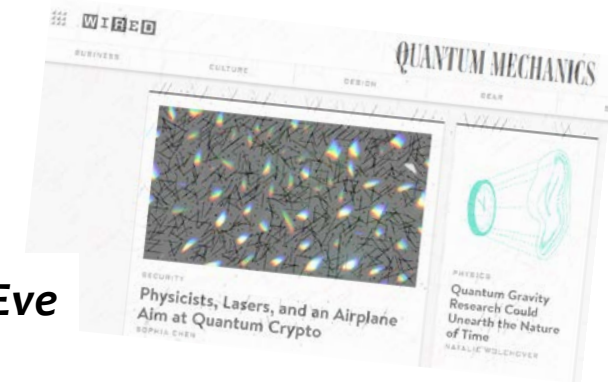 WIRED
QUANTUM MECHANICS
BUSINESS
CULTURE
DESIGN
GEAR
SECURITY
Physicists, Lasers, and an Airplane
Aim at Quantum Crypto
SOPHIA CHEN
PHYSICS
Quantum Gravity
Research Could
Unearth the Nature
of Time
NATALIE WOLCHOVER
Eve